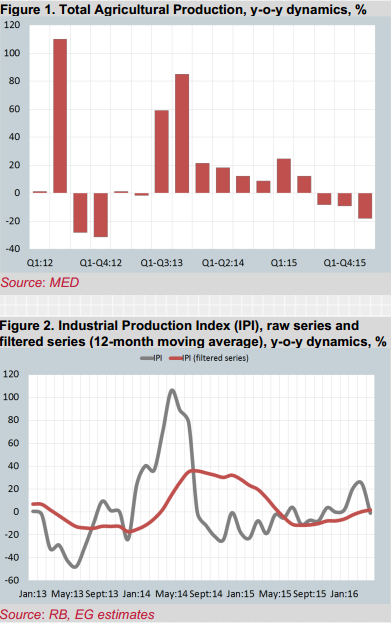 Figure 1. Total Agricultural Production, y-o-y dynamics, %
120
100
80
60
40
20
0
-20
-40
Q1:12 Q1-Q4:12 Q1-Q3:13 Q1-Q2:14 Q1:15 Q1-Q4:15
Source: MED
Figure 2. Industrial Production Index (IPI), raw series and
filtered series (12-month moving average), y-o-y dynamics, %
IPI IPI (filtered series)
120
100
80
60
40
20
0
-20
-40
-60
Jan:13 May:13 Sept:13 Jan:14 May:14 Sept:14 Jan:15 May:15 Sept:15 Jan:16
Source: RB, EG estimates